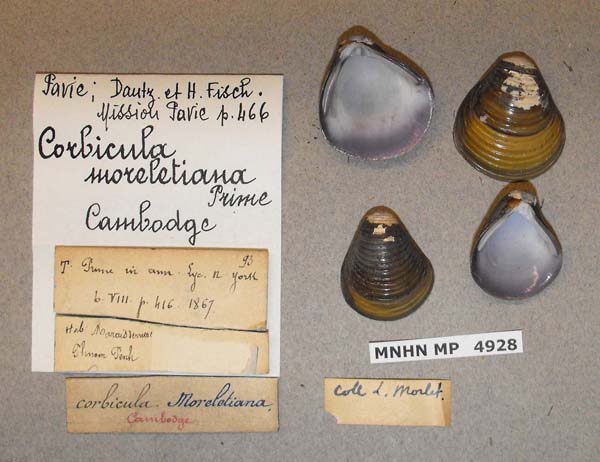 Pavie; Dautz. et H. Fisch.
Mission Pavie p. 466
Corbicula
moreletiana
Prime
Cambodge
93
T. Prime in ann. Lyc. N. York
t. VIII. p. 416. 1867.
Hab.
Penh
corbicula. Moreletiana,
Cambodge
MNHN MP 4928
Coll. L. Morlet.